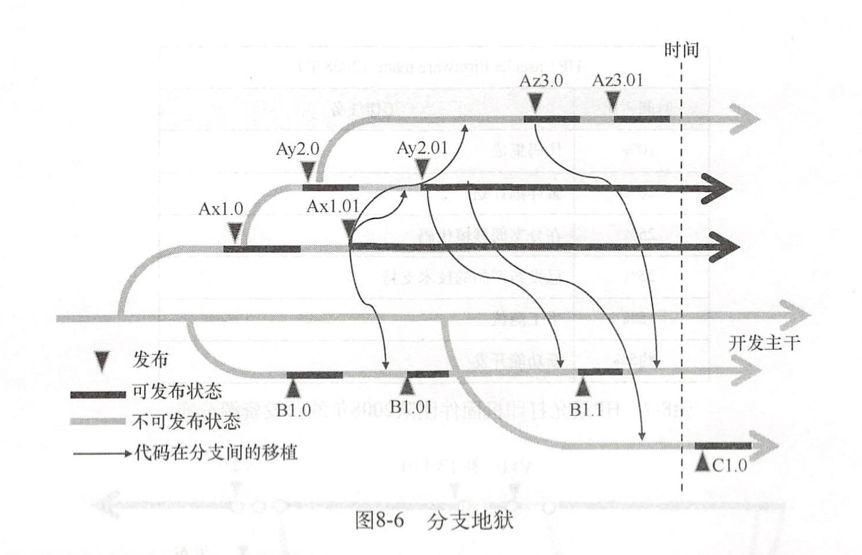 时间
Az3.0
Az3.01
Ay2.0
Ay2.01
Ax1.0
Ax1.01
开发主干
发布
可发布状态
不可发布状态
代码在分支间的移植
B1.0
B1.01
B1.1
C1.0
图8-6 分支地狱